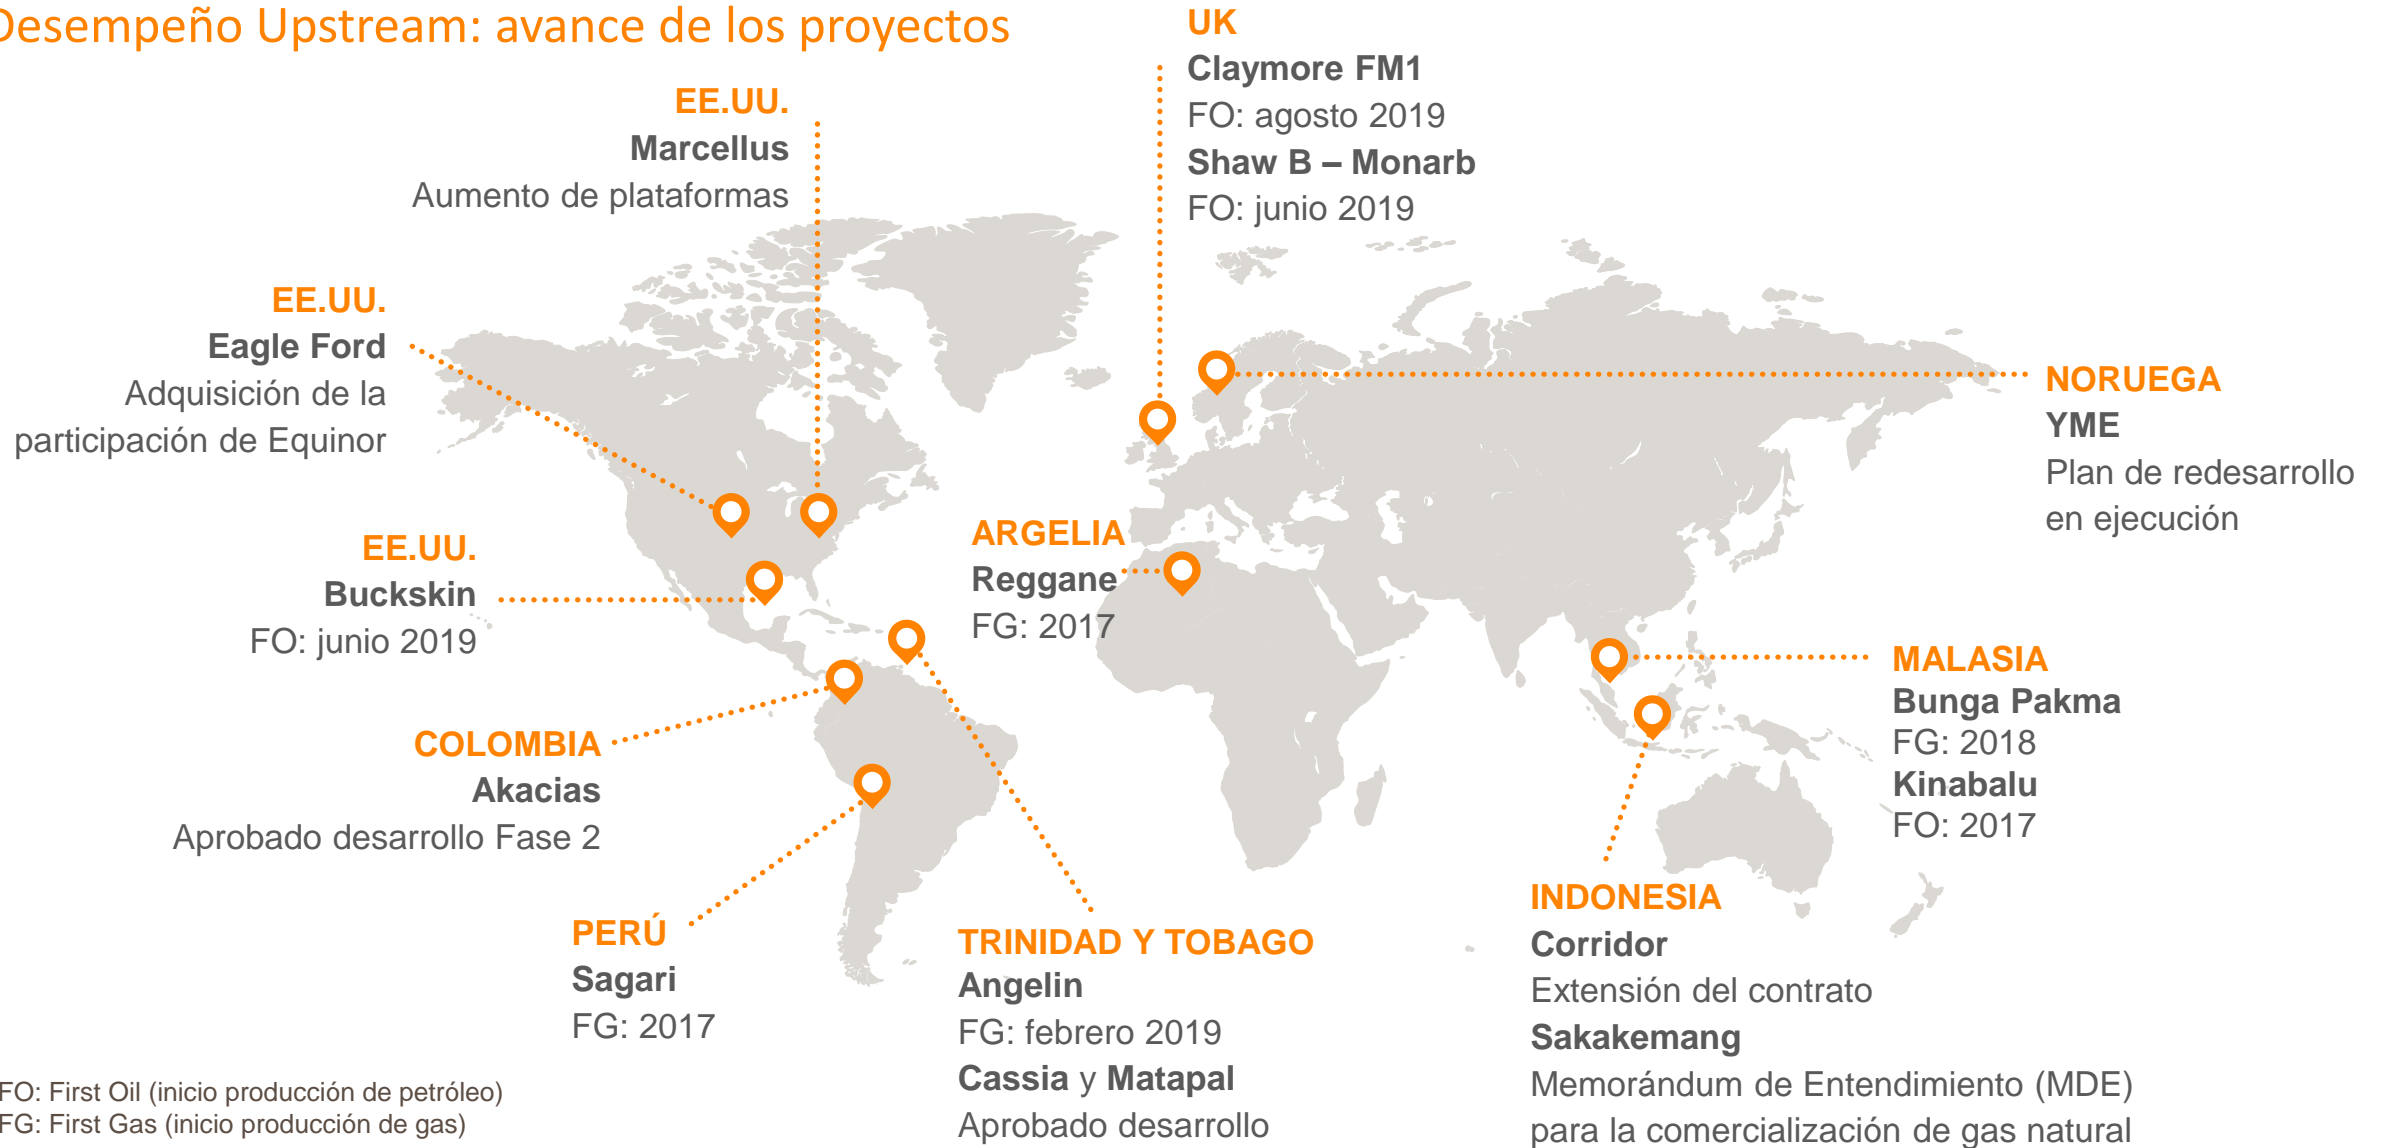 Desempeño Upstream: avance de los proyectos
UK
Claymore FM1
FO: agosto 2019
Shaw B – Monarb
FO: junio 2019
EE.UU.
Marcellus
Aumento de plataformas
EE.UU.
Eagle Ford
Adquisición de la
participación de Equinor
NORUEGA
YME
Plan de redesarrollo
en ejecución
EE.UU.
Buckskin
FO: junio 2019
ARGELIA
Reggane
FG: 2017
MALASIA
Bunga Pakma
FG: 2018
Kinabalu
FO: 2017
COLOMBIA
Akacias
Aprobado desarrollo Fase 2
PERÚ
Sagari
FG: 2017
TRINIDAD Y TOBAGO
Angelin
FG: febrero 2019
Cassia y Matapal
Aprobado desarrollo
INDONESIA
Corridor
Extensión del contrato
Sakakemang
Memorándum de Entendimiento (MDE)
para la comercialización de gas natural
FO: First Oil (inicio producción de petróleo)
FG: First Gas (inicio producción de gas)